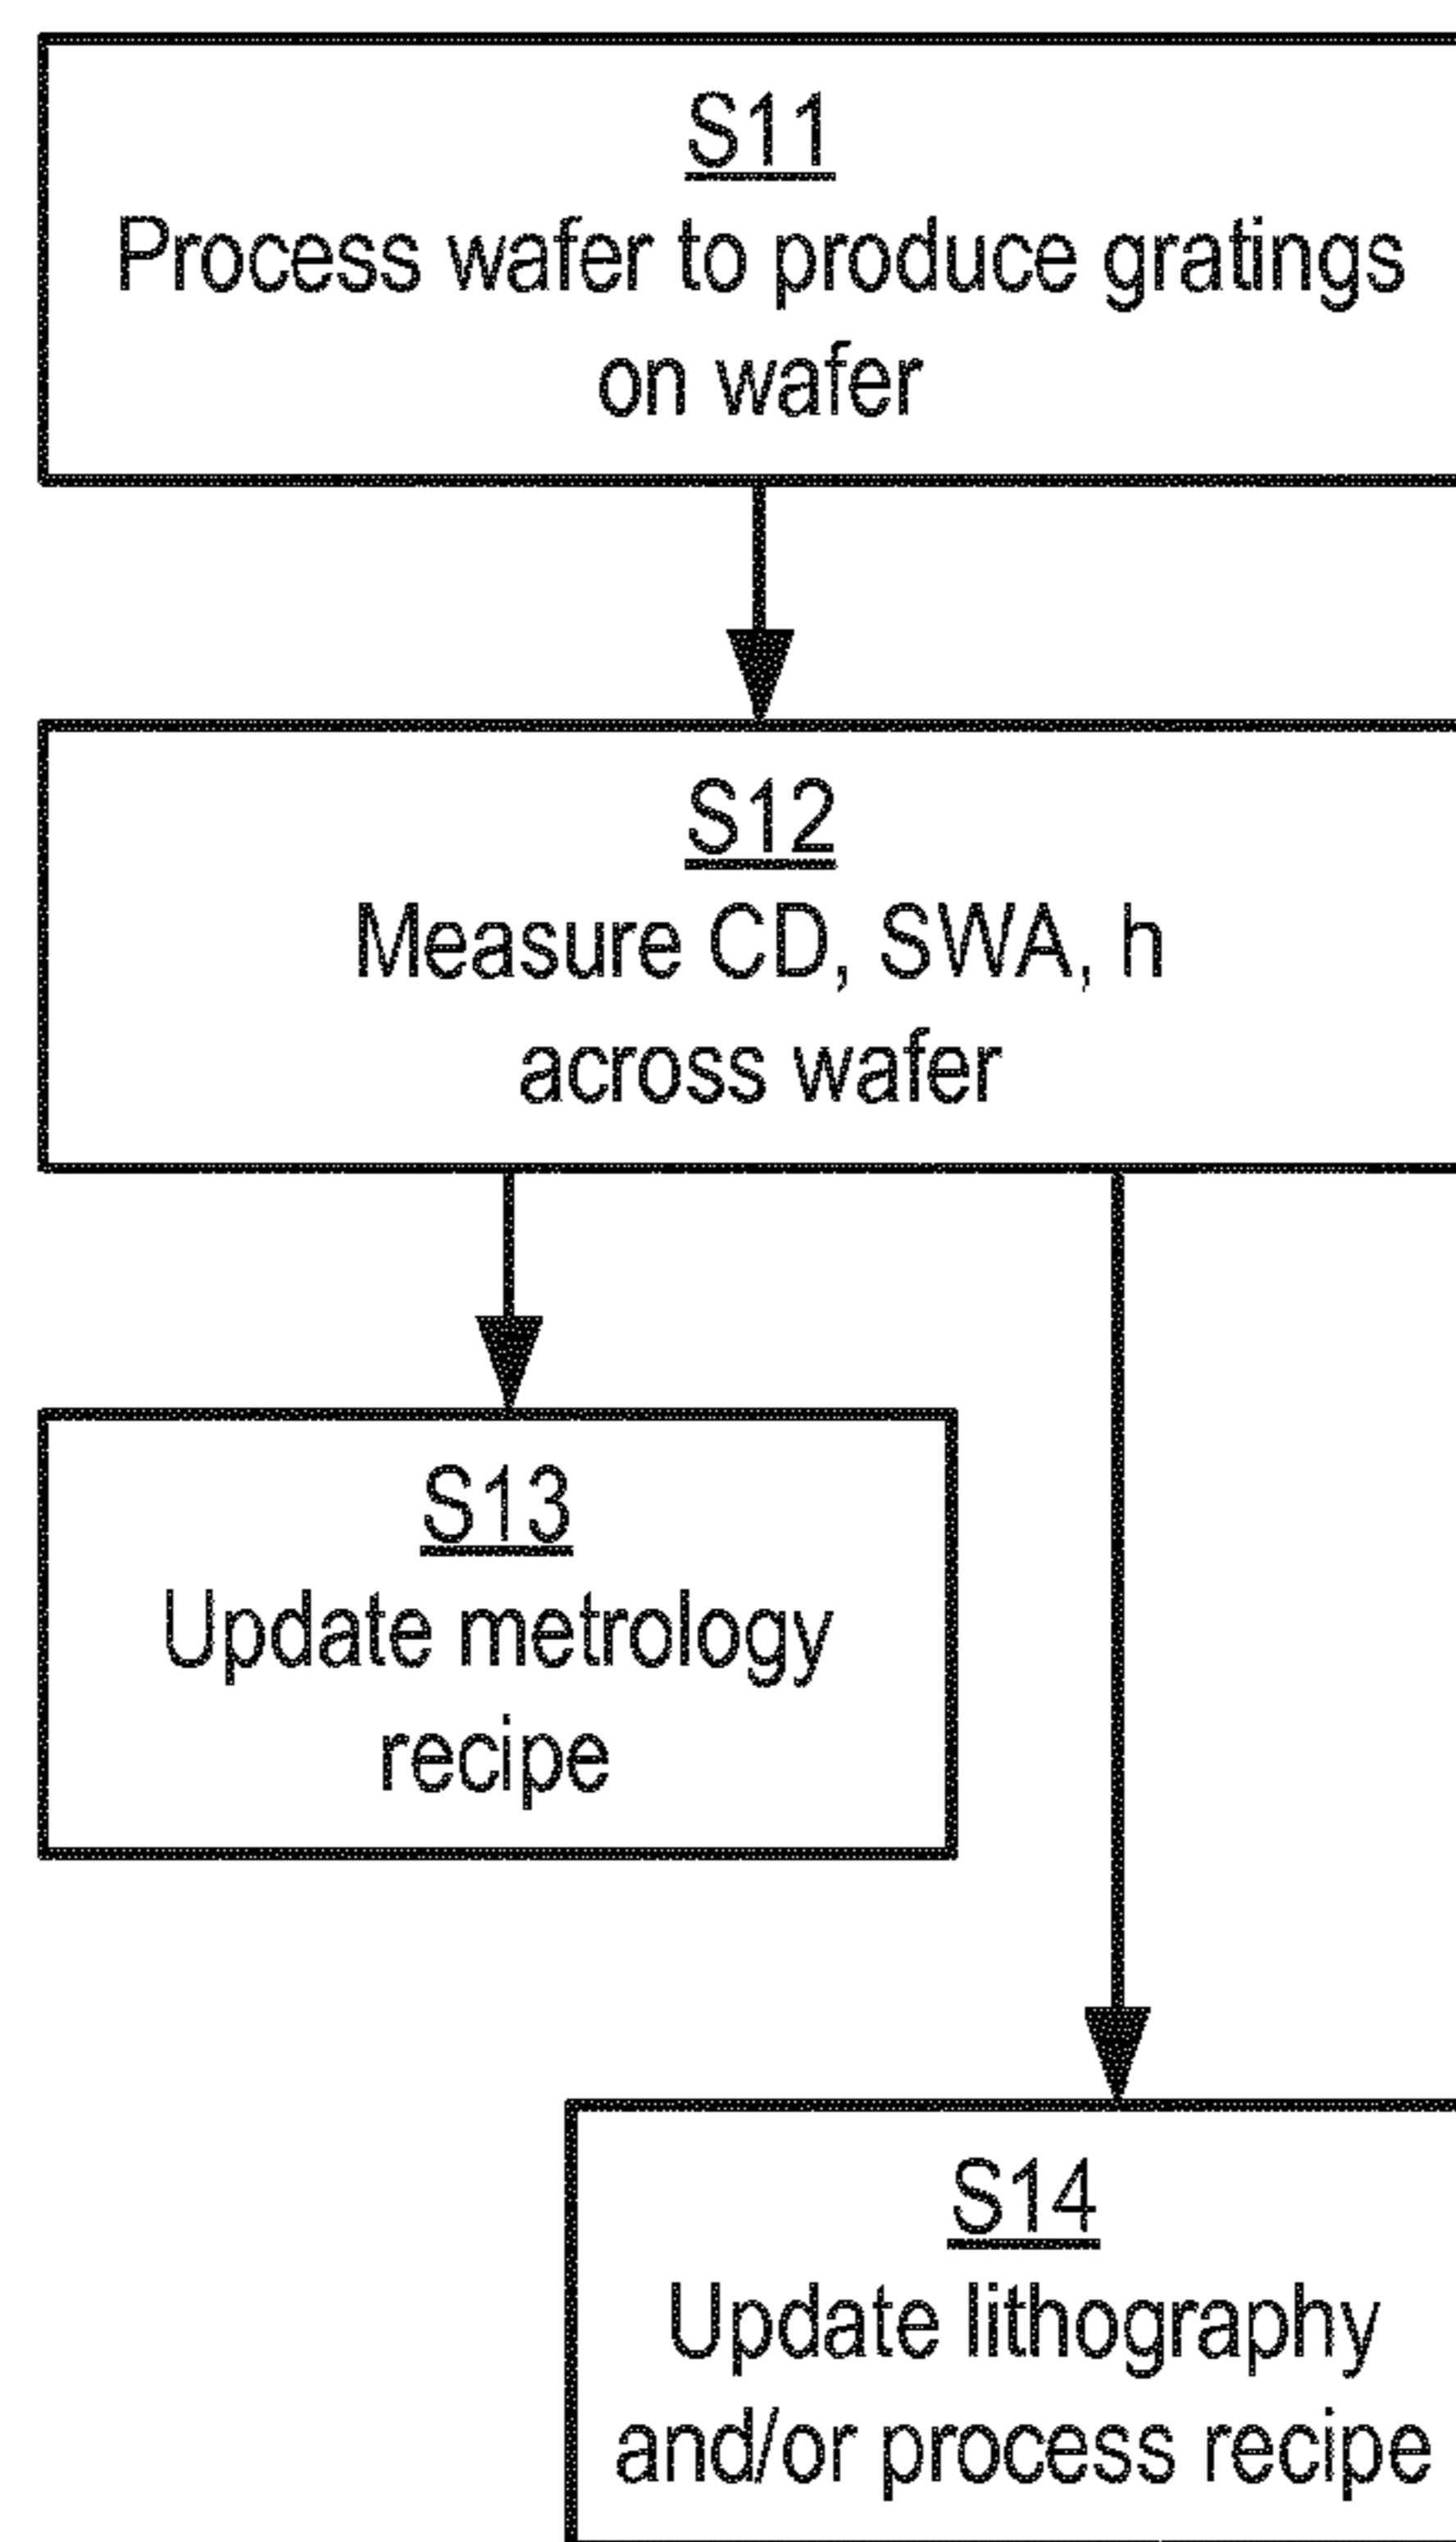 S11
Process wafer to produce gratings
on wafer
S12
Measure CD, SWA, h
across wafer
S13
Update metrology
recipe
S14
Update lithography
and/or process recipe